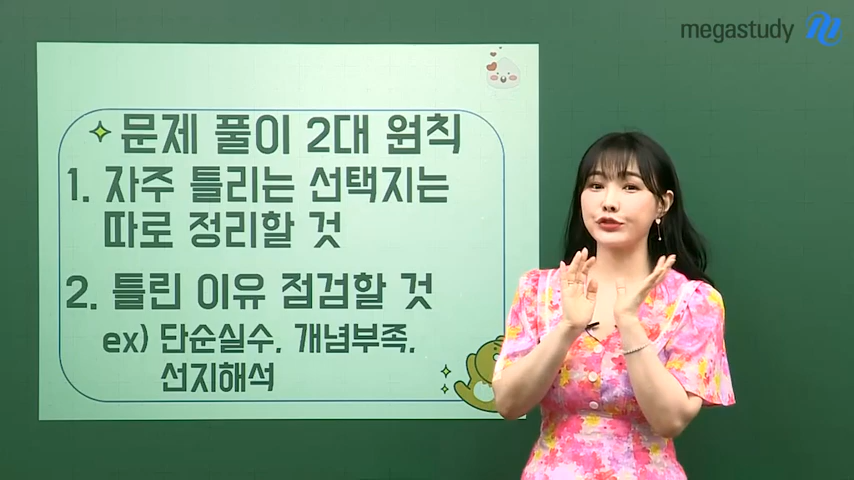 megastudy
문제 풀이 2대 원칙
1. 자주 틀리는 선택지는
따로 정리할 것
2. 틀린 이유 점검할 것
ex) 단순실수, 개념부족,
선지해석